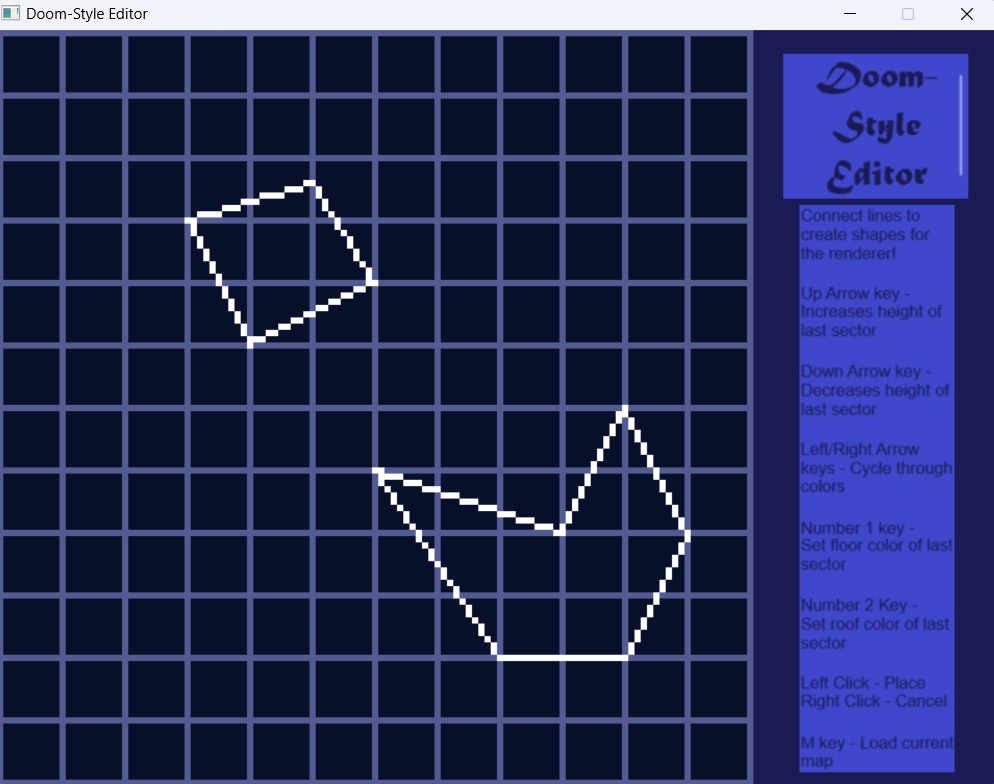 Doom-Style Editor
Doom-
Style
Editor
Connect lines to
create shapes for
the renderer!
Up Arrow key -
Increases height of
last sector
Down Arrow key -
Decreases height of
last sector
Left/Right Arrow
keys - Cycle through
colors
Number 1 key -
Set floor color of last
sector
Number 2 Key -
Set roof color of last
sector
Left Click - Place
Right Click - Cancel
M key - Load current
map